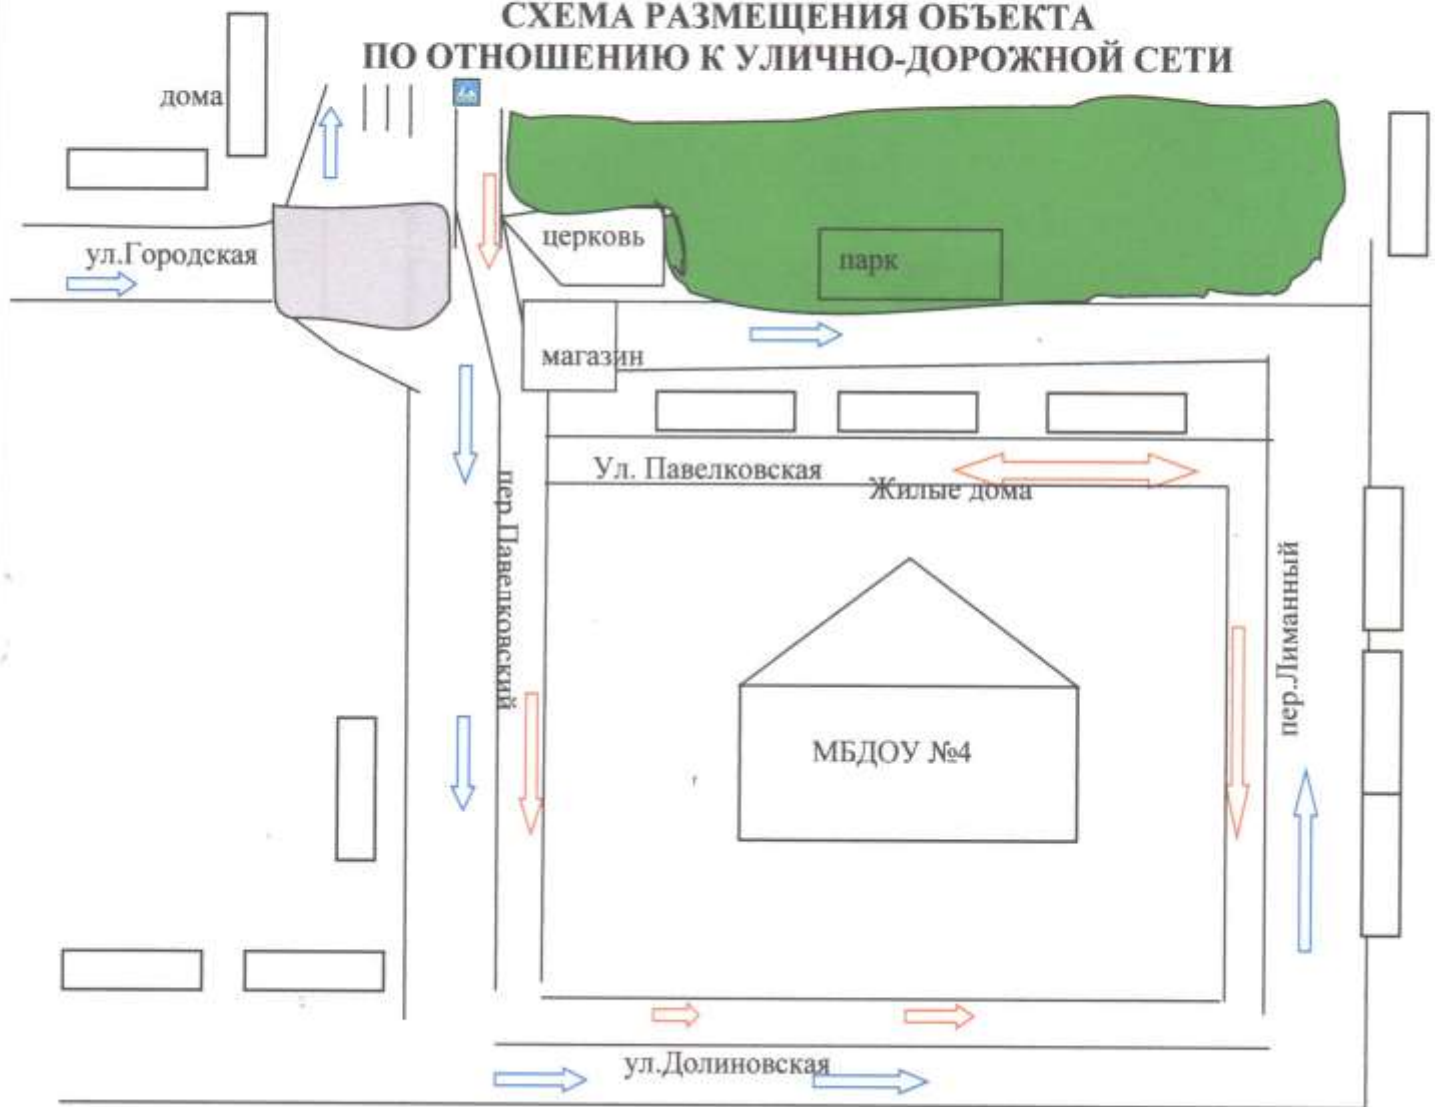 СХЕМА РАЗМЕЩЕНИЯ ОБЪЕКТА
ПО ОТНОШЕНИЮ К УЛИЧНО-ДОРОЖНОЙ СЕТИ
дома
ул.Городская
церковь
парк
магазин
Ул. Павелковская
Жилые дома
пер.Павелковский
пер.Лиманный
МБДОУ №4
ул.Долиновская